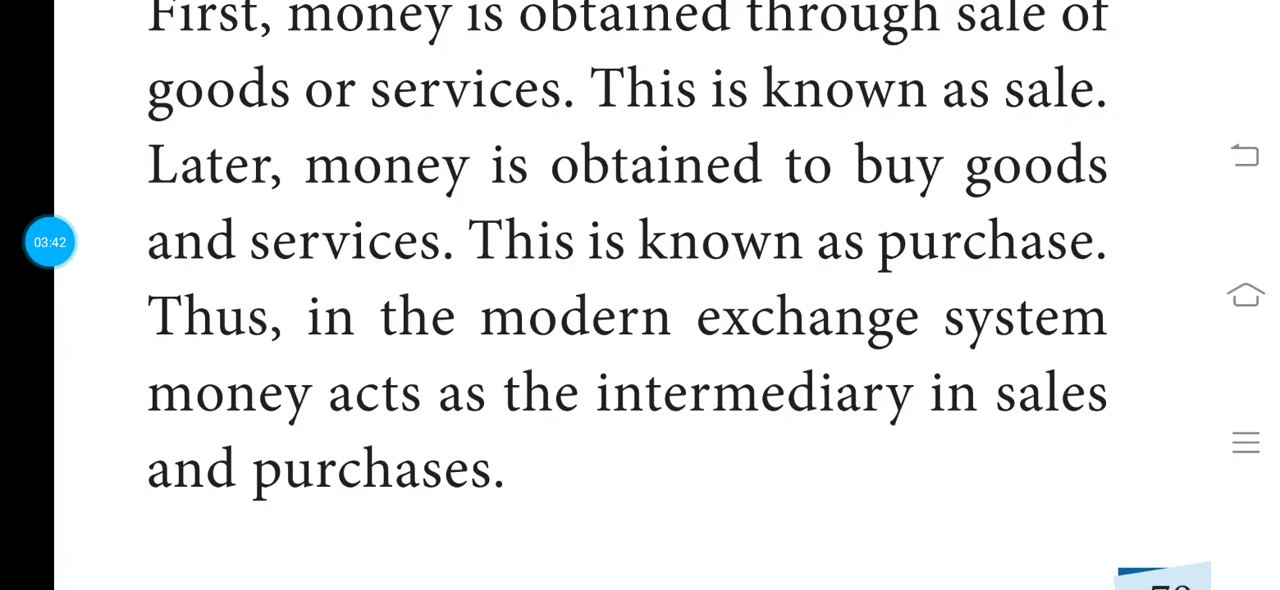 First, money is obtained through sale of
goods or services. This is known as sale.
Later, money is obtained to buy goods
and services. This is known as purchase.
03:42
Thus, in the modern exchange system
money acts as the intermediary in sales
and purchases.